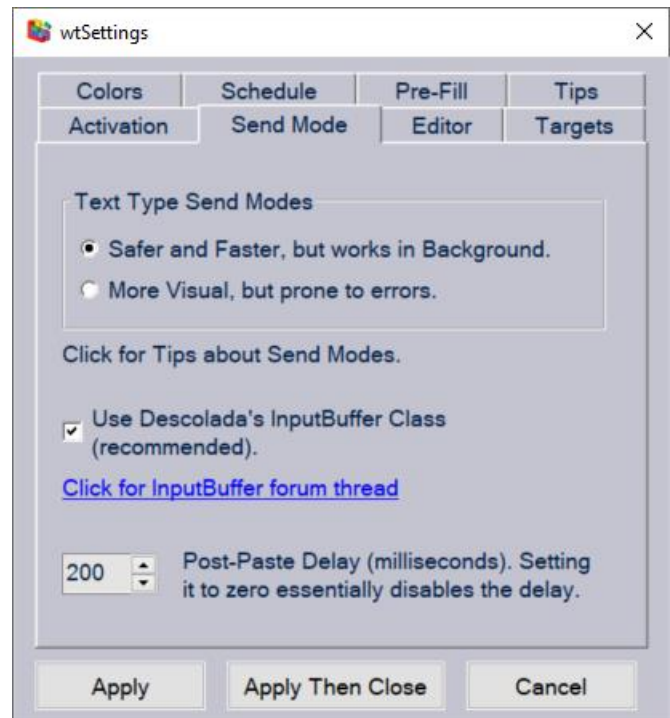 wtSettings
Colors Schedule Pre-Fill Tips
Activation Send Mode Editor Targets
Text Type Send Modes
Safer and Faster, but works in Background.
More Visual, but prone to errors.
Click for Tips about Send Modes.
Use Descolada's InputBuffer Class
(recommended).
Click for InputBuffer forum thread
200 Post-Paste Delay (milliseconds). Setting
it to zero essentially disables the delay.
Apply Apply Then Close Cancel